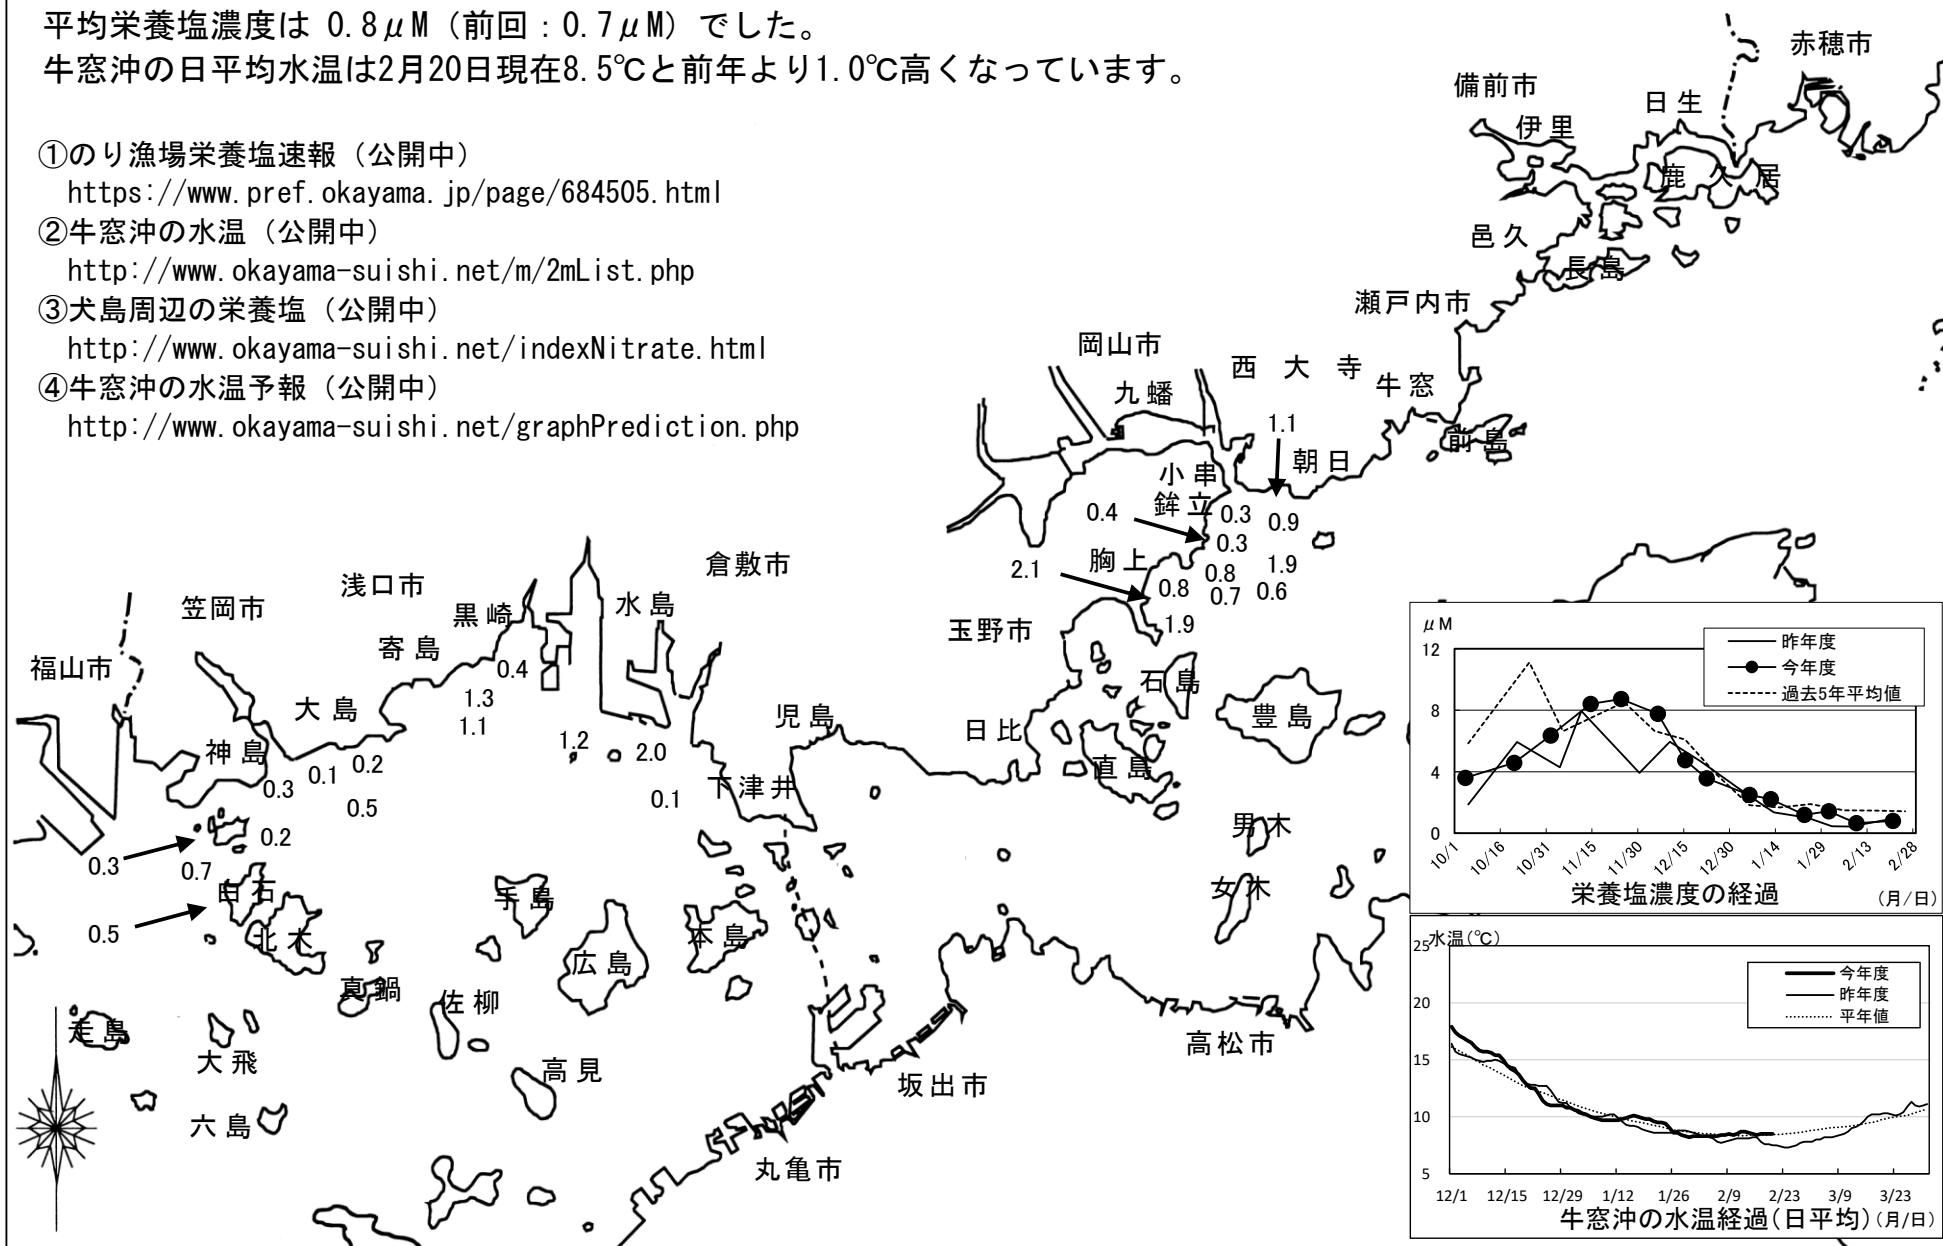 平均栄養塩濃度は 0.8μM（前回：0.7μM）でした。
牛窓沖の日平均水温は2月20日現在8.5℃と前年より1.0℃高くなっています。
①のり漁場栄養塩速報（公開中）
https://www.pref.okayama.jp/page/684505.html
②牛窓沖の水温（公開中）
http://www.okayama-suishi.net/m/2mList.php
③犬島周辺の栄養塩（公開中）
http://www.okayama-suishi.net/indexNitrate.html
④牛窓沖の水温予報（公開中）
http://www.okayama-suishi.net/graphPrediction.php
赤穂市
備前市
日生
伊里
鹿久居
邑久
長島
瀬戸内市
岡山市
西大寺
牛窓
九蟠
1.1
前島
朝日
小串
鉾立
0.4
0.3
0.9
0.3
胸上
2.1
1.9
0.8
0.8
0.7
0.6
1.9
倉敷市
浅口市
笠岡市
黒崎
水島
玉野市
寄島
福山市
0.4
石島
1.3
大島
児島
豊島
日比
1.1
1.2
2.0
神島
0.2
0.1
直島
0.3
下津井
0.1
0.5
男木
0.2
0.3
0.7
白石
手島
女木
0.5
北木
本島
広島
真鍋
佐柳
走島
高松市
大飛
高見
坂出市
六島
丸亀市
μM
昨年度
今年度
過去5年平均値
12
8
4
0
10/1
10/16
10/31
11/15
11/30
12/15
12/30
1/14
1/29
2/13
2/28
栄養塩濃度の経過
(月/日)
水温(℃)
25
20
15
10
5
今年度
昨年度
平年値
12/1
12/15
12/29
1/12
1/26
2/9
2/23
3/9
3/23
牛窓沖の水温経過(日平均)
(月/日)